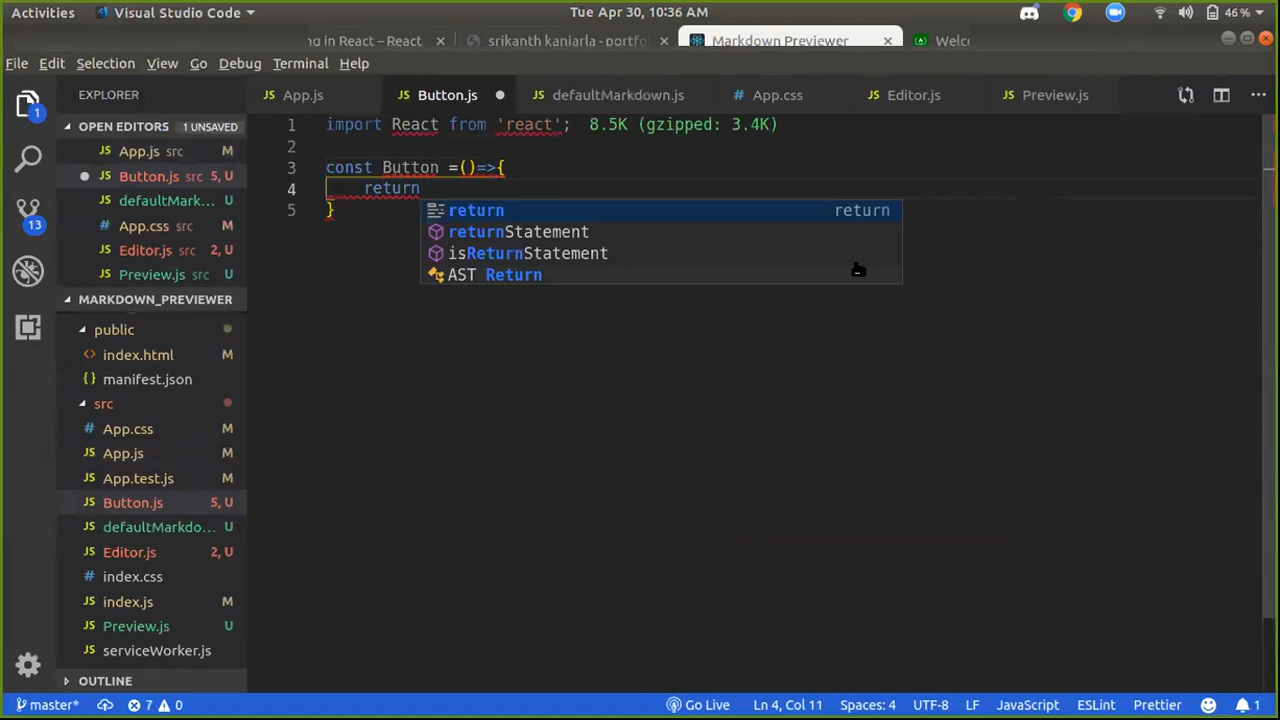 Activities Visual Studio Code Tue Apr 30, 10:36 AM 46%
ng in React – React × srikanth kanjarla - portfo × Markdown Previewer × Welc
File Edit Selection View Go Debug Terminal Help
EXPLORER
App.js Button.js defaultMarkdown.js App.css Editor.js Preview.js
OPEN EDITORS 1 UNSAVED
App.js src M
Button.js src 5, U
defaultMark... U
App.css src M
Editor.js src 2, U
Preview.js src U
MARKDOWN_PREVIEWER
public
index.html M
manifest.json
src
App.css M
App.js M
App.test.js M
Button.js 5, U
defaultMarkdo... U
Editor.js 2, U
index.css
index.js M
Preview.js U
serviceWorker.js
OUTLINE
1
13
1 import React from 'react'; 8.5K (gzipped: 3.4K)
2
3 const Button =()=>{
4 return
5 }
return return
returnStatement
isReturnStatement
AST Return
master* 7 0 Go Live Ln 4, Col 11 Spaces: 4 UTF-8 LF JavaScript ESLint Prettier 1